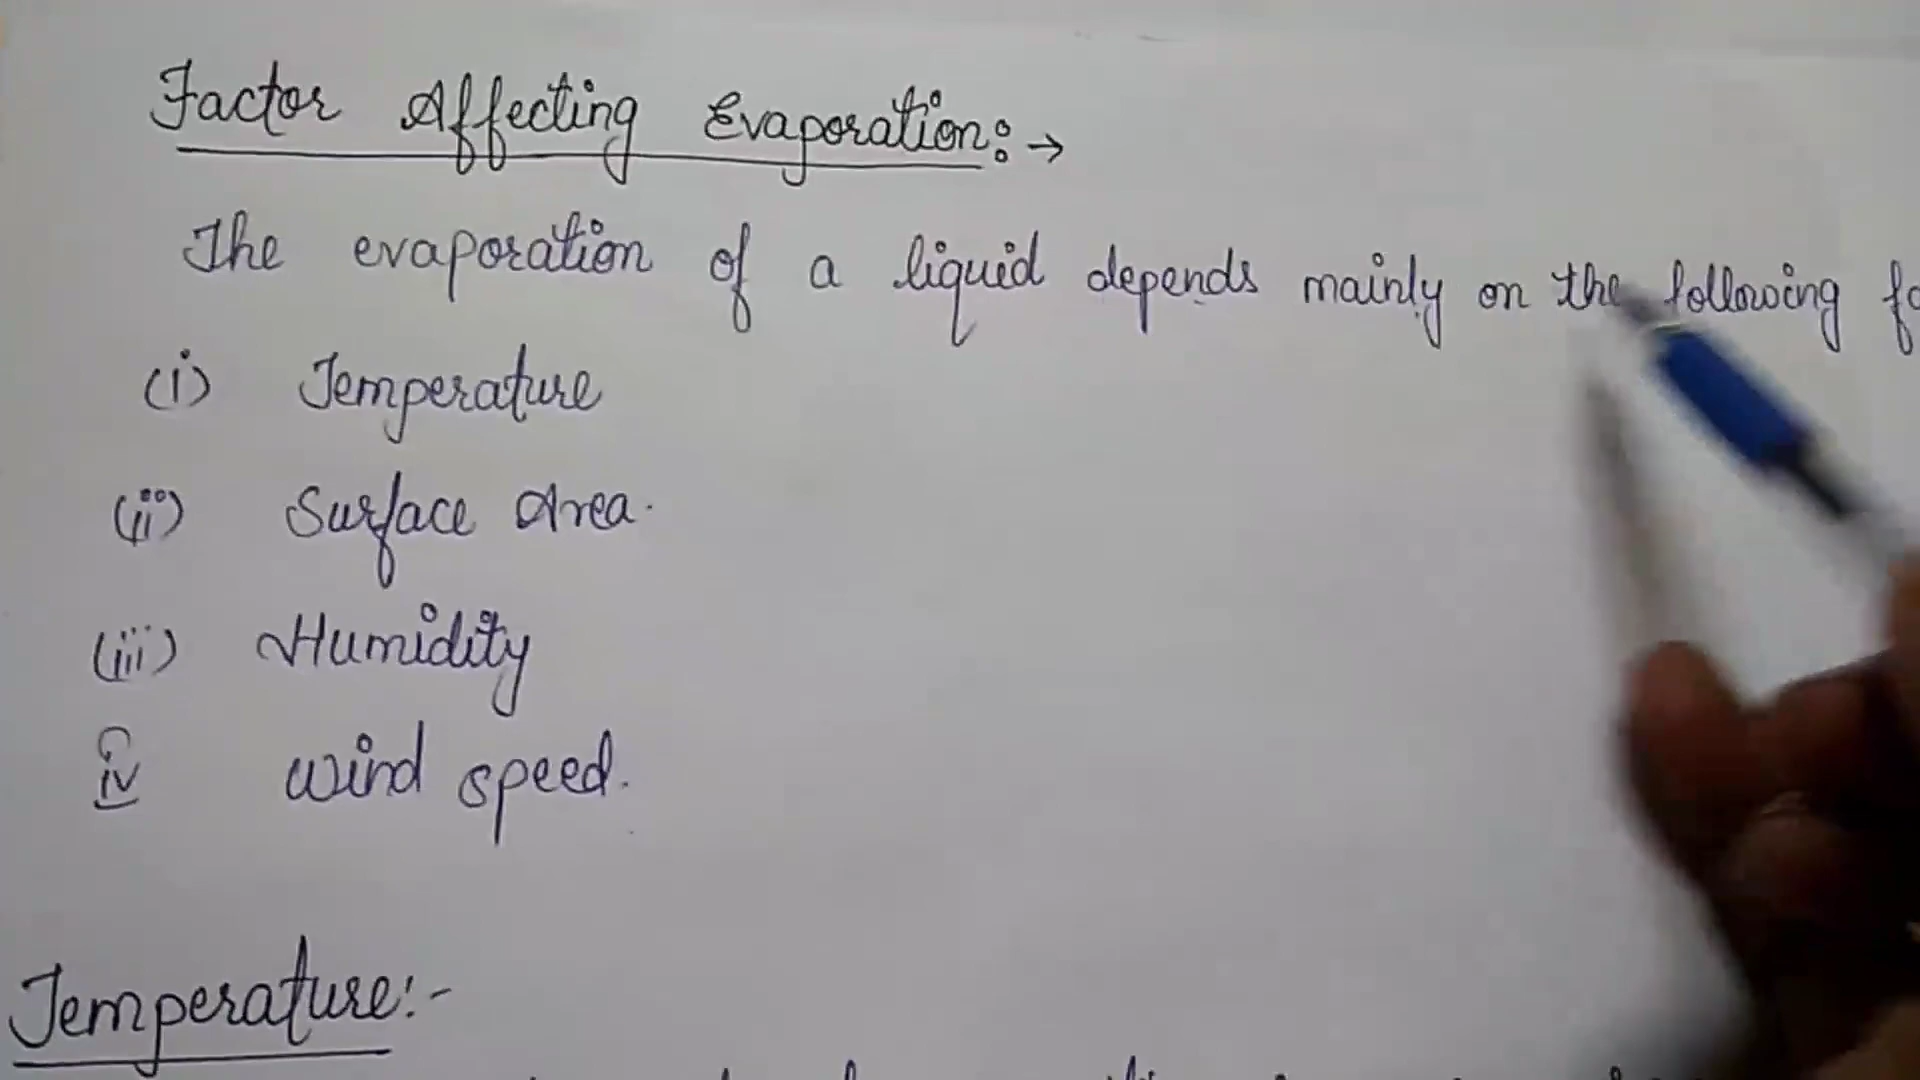 Factor Affecting Evaporation:→
The evaporation of a liquid depends mainly on the following
(i) Temperature
(ii) Surface Area.
(iii) Humidity
iv wind speed.
Temperature:-